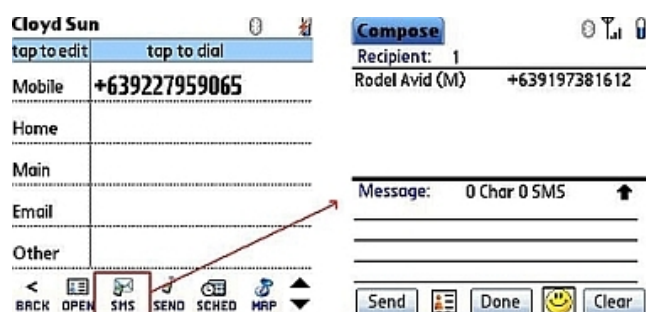 Cloyd Sun
tap to edit tap to dial
Mobile +639227959065
Home
Main
Email
Other
< 
BACK OPEN SMS SEND SCHED MAP
Compose
Recipient: 1
Rodel Avid (M) +639197381612
Message: 0 Char 0 SMS
Send Done Clear